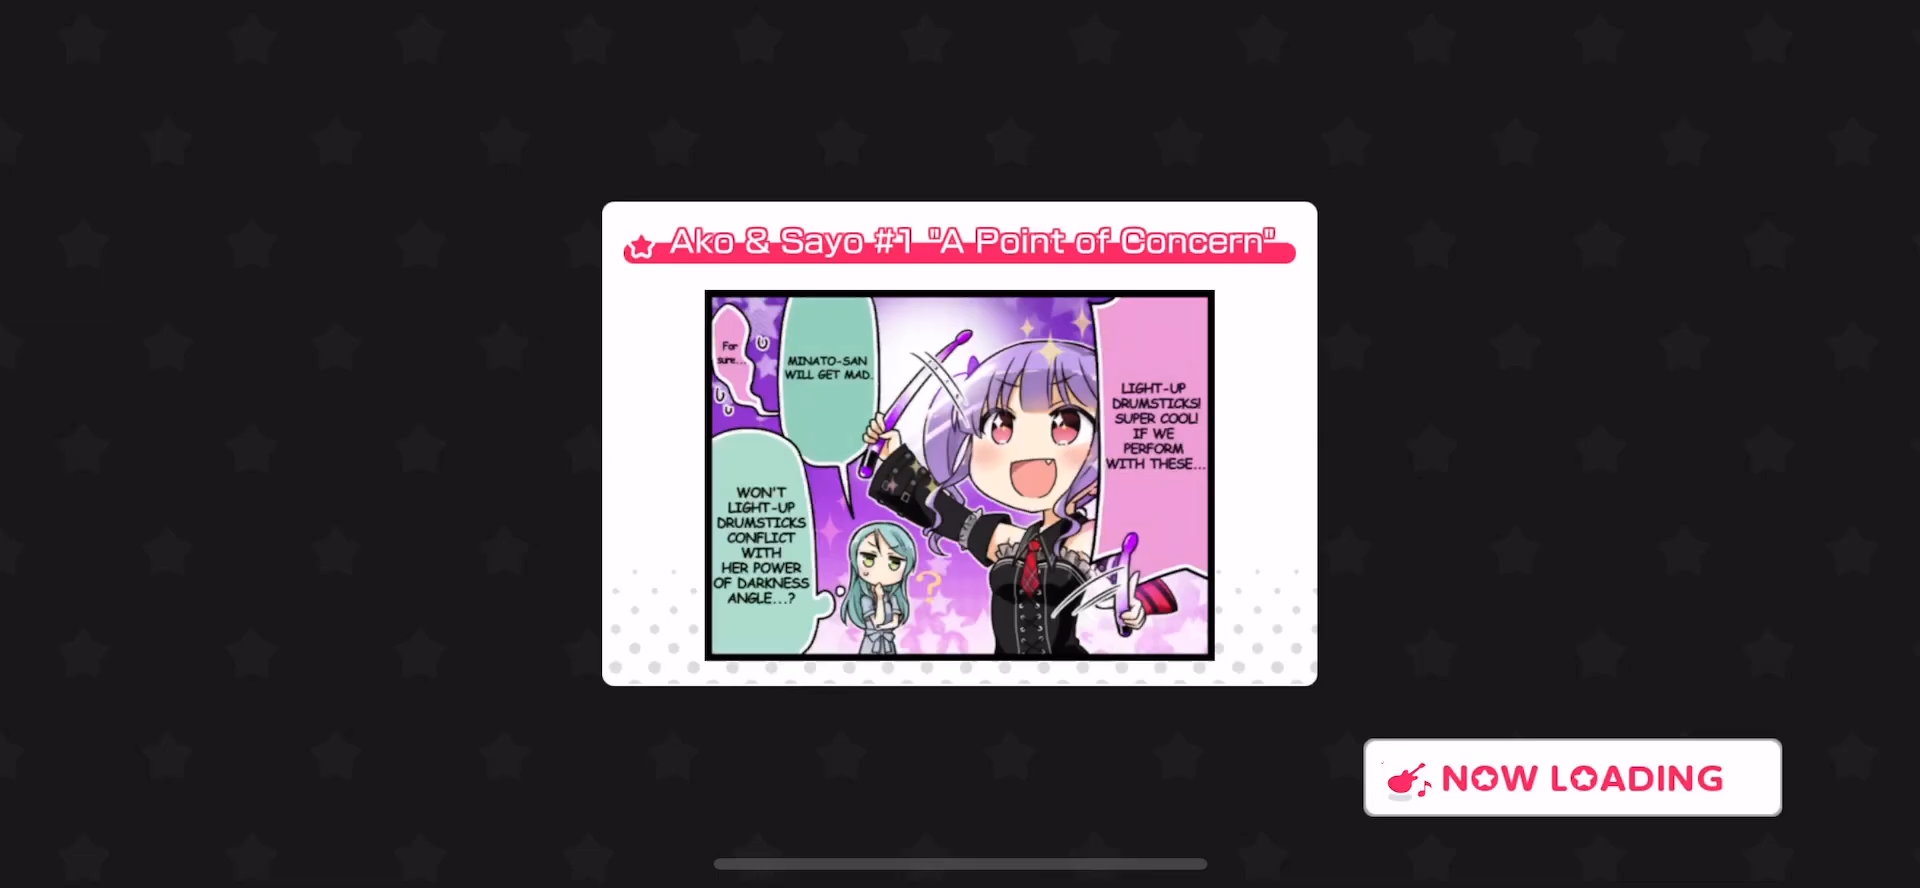 Ako & Sayo #1 "A Point of Concern"
LIGHT-UP
DRUMSTICKS!
SUPER COOL!
IF WE
PERFORM
WITH THESE...
MINATO-SAN
WILL GET MAD.
For
sure...
WON'T
LIGHT-UP
DRUMSTICKS
CONFLICT
WITH
HER POWER
OF DARKNESS
ANGLE...?
?
NOW LOADING